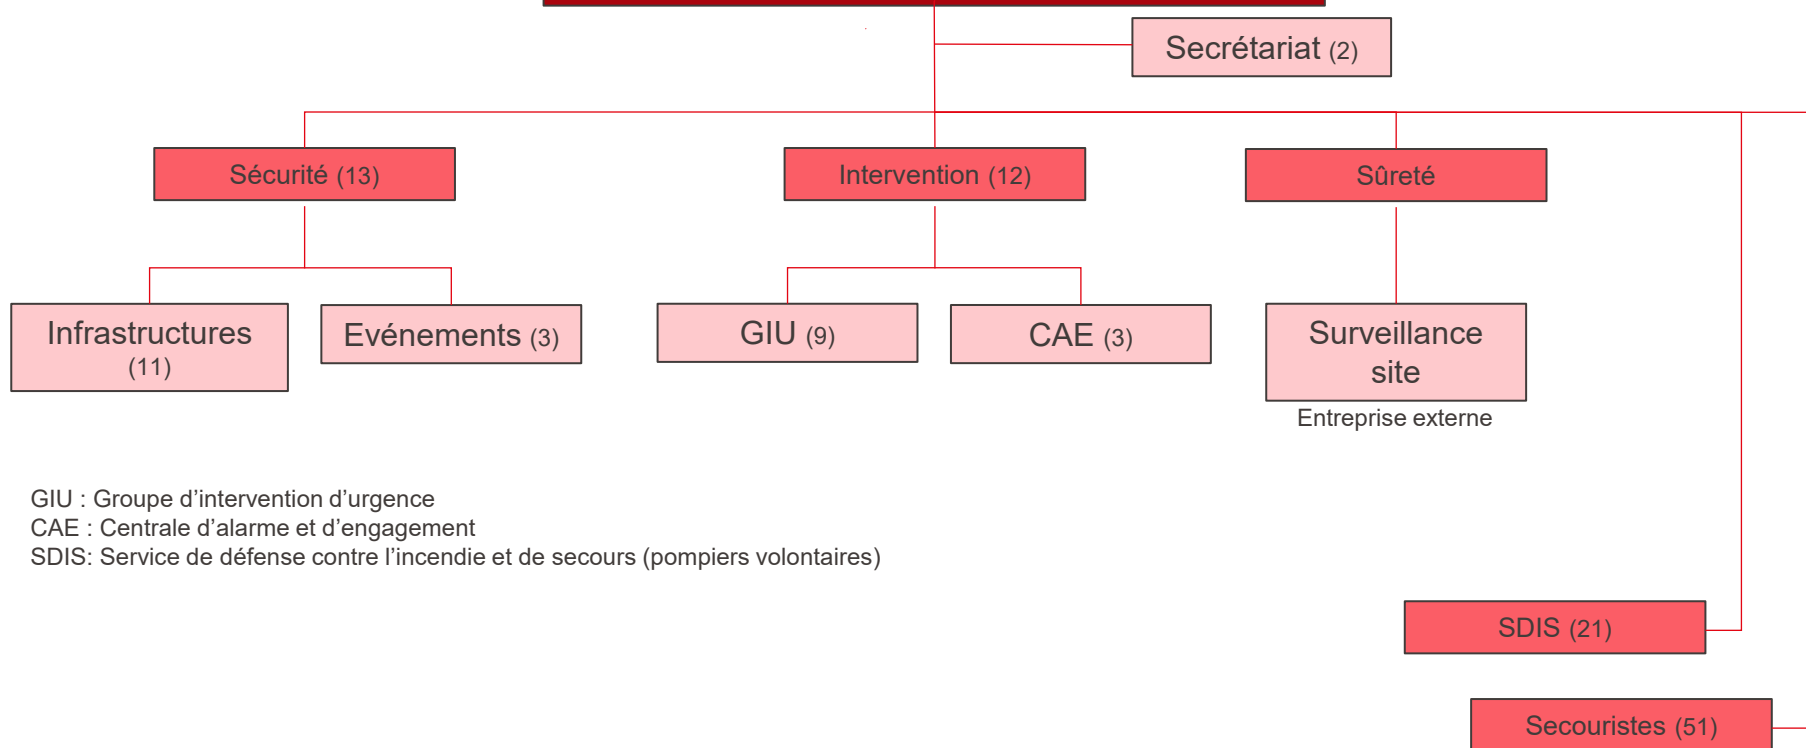 Secrétariat (2)
Sécurité (13)
Intervention (12)
Sûreté
Infrastructures
(11)
Evénements (3)
GIU (9)
CAE (3)
Surveillance
site
Entreprise externe
GIU : Groupe d’intervention d’urgence
CAE : Centrale d’alarme et d’engagement
SDIS: Service de défense contre l’incendie et de secours (pompiers volontaires)
SDIS (21)
Secouristes (51)